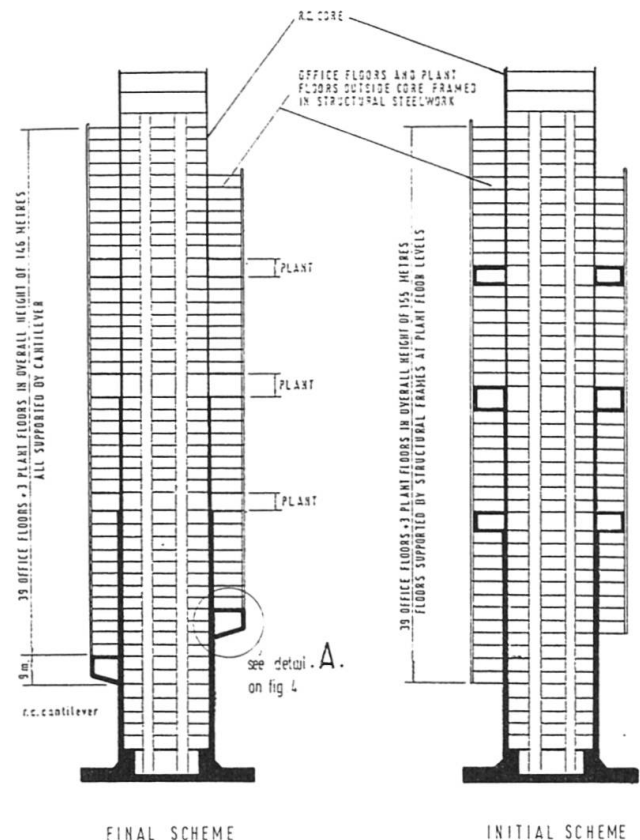 R.C. CORE
OFFICE FLOORS AND PLANT
FLOORS OUTSIDE CORE FRAMED
IN STRUCTURAL STEELWORK
39 OFFICE FLOORS + 3 PLANT FLOORS IN OVERALL HEIGHT OF 146 METRES
ALL SUPPORTED BY CANTILEVER
PLANT
PLANT
PLANT
9m
r.c. cantilever
see detail A.
on fig 4
39 OFFICE FLOORS + 3 PLANT FLOORS IN OVERALL HEIGHT OF 155 METRES
FLOORS SUPPORTED BY STRUCTURAL FRAMES AT PLANT FLOOR LEVELS
FINAL SCHEME
INITIAL SCHEME